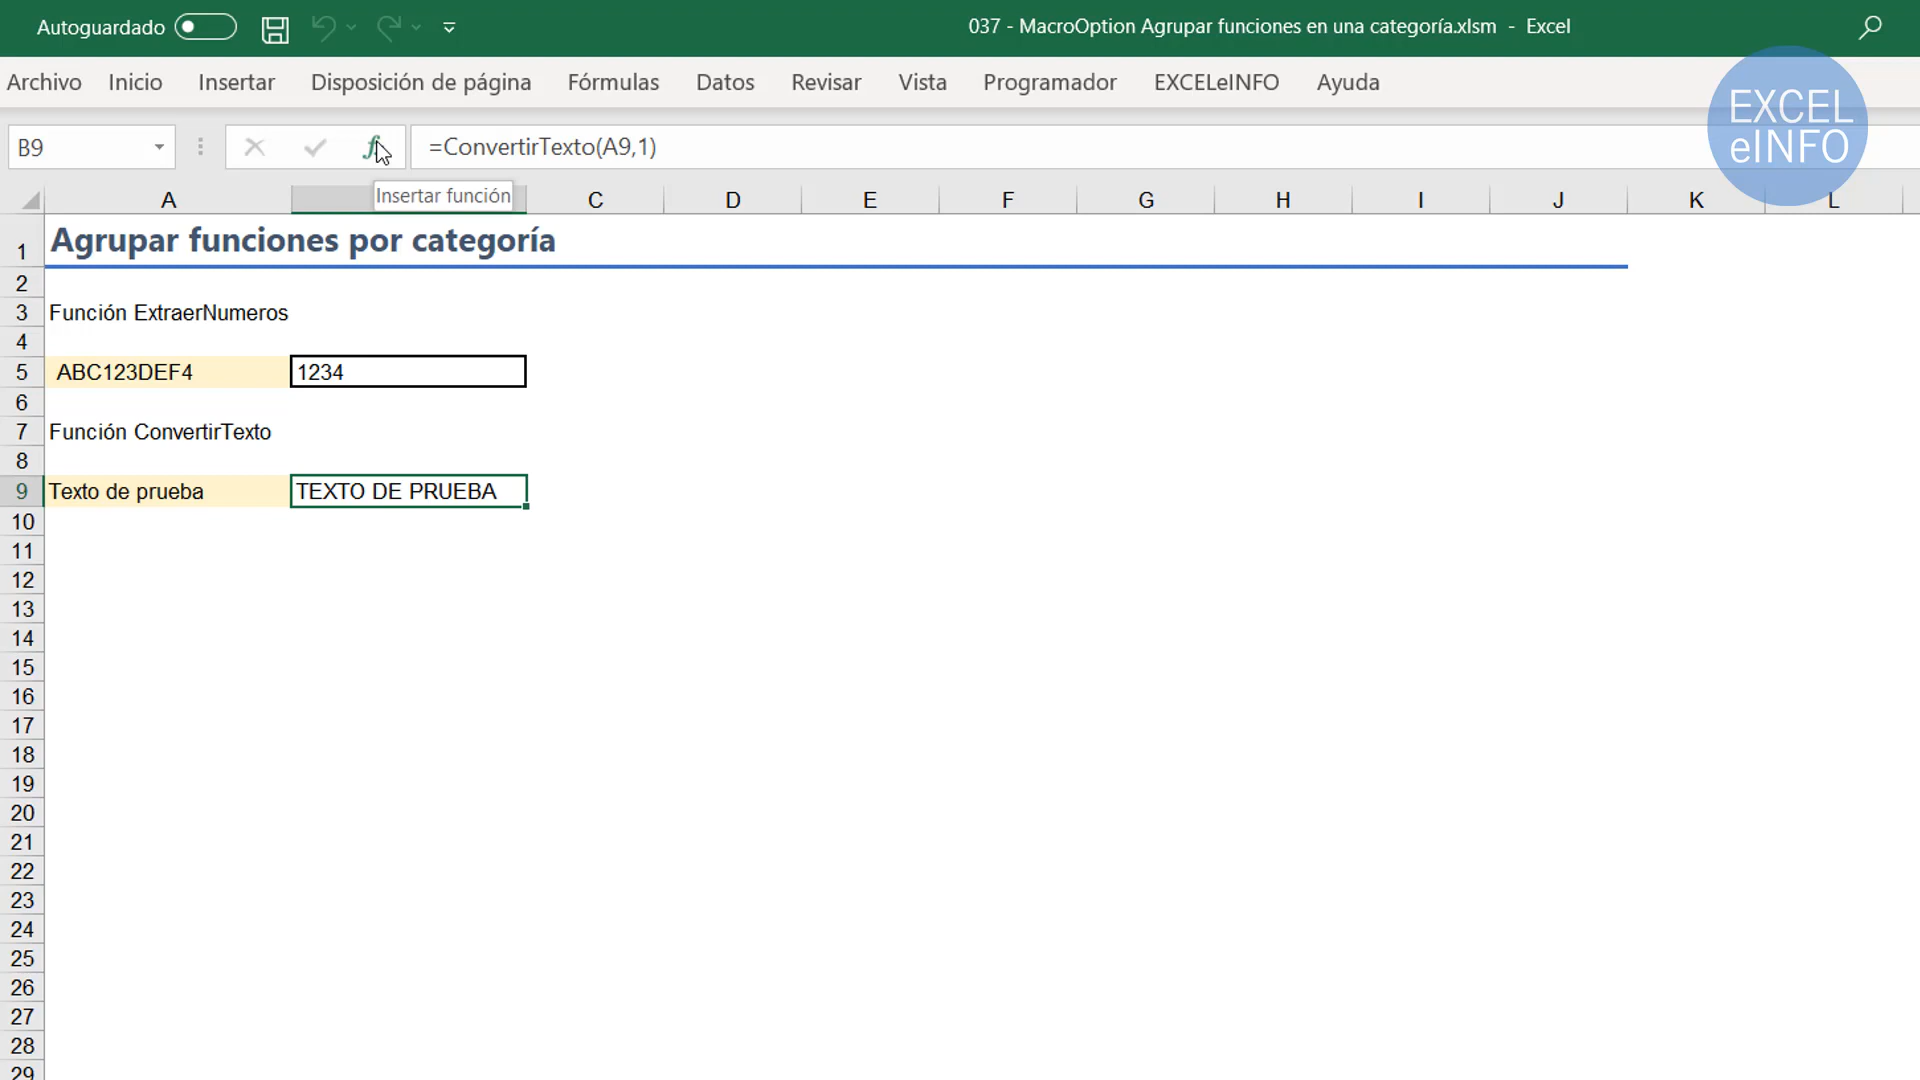 Autoguardado
037 - MacroOption Agrupar funciones en una categoría.xlsm - Excel
Archivo Inicio Insertar Disposición de página Fórmulas Datos Revisar Vista Programador EXCELeINFO Ayuda
EXCEL
eINFO
B9 =ConvertirTexto(A9,1)
Insertar función
A C D E F G H I J K L
1 Agrupar funciones por categoría
2
3 Función ExtraerNumeros
4
5 ABC123DEF4 1234
6
7 Función ConvertirTexto
8
9 Texto de prueba TEXTO DE PRUEBA
10
11
12
13
14
15
16
17
18
19
20
21
22
23
24
25
26
27
28
29